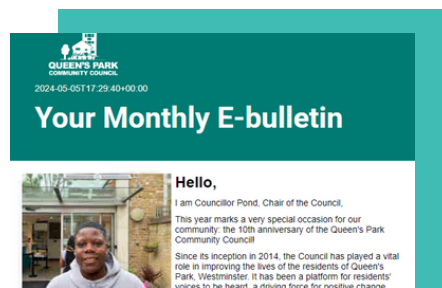 QUEEN'S PARK
COMMUNITY COUNCIL
2024-05-05T17:29:40+00:00
Your Monthly E-bulletin
Hello,
I am Councillor Pond, Chair of the Council,
This year marks a very special occasion for our
community: the 10th anniversary of the Queen's Park
Community Council!
Since its inception in 2014, the Council has played a vital
role in improving the lives of the residents of Queen's
Park, Westminster. It has been a platform for residents'
voices to be heard, a driving force for positive change